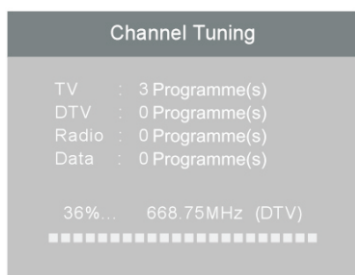 Channel Tuning
TV : 3 Programme(s)
DTV : 0 Programme(s)
Radio : 0 Programme(s)
Data : 0 Programme(s)
36%... 668.75MHz (DTV)